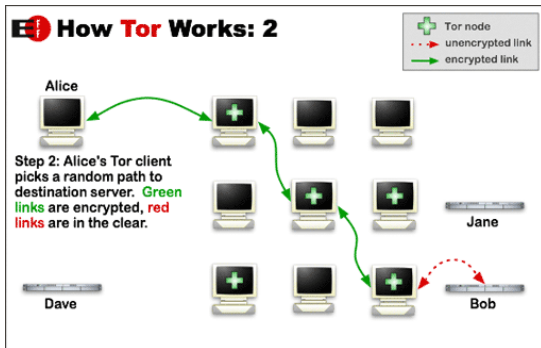 EFF How Tor Works: 2
Tor node
unencrypted link
encrypted link
Alice
Step 2: Alice's Tor client
picks a random path to
destination server. Green
links are encrypted, red
links are in the clear.
Jane
Dave
Bob